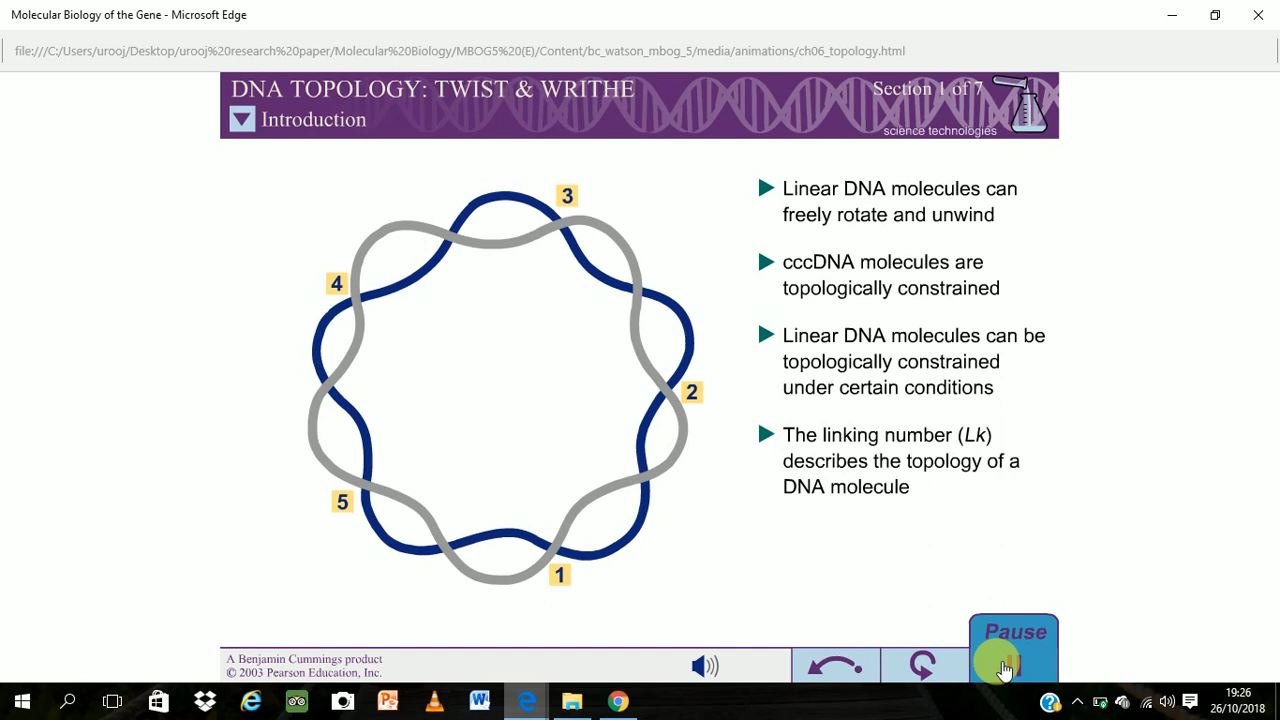 Molecular Biology of the Gene - Microsoft Edge
file:///C:/Users/urooj/Desktop/urooj%20research%20paper/Molecular%20Biology/MBOG5%20(E)/Content/bc_watson_mbog_5/media/animations/ch06_topology.html
DNA TOPOLOGY: TWIST & WRITHE
Section 1 of 7
Introduction
science technologies
3
4
2
5
1
Linear DNA molecules can
freely rotate and unwind
cccDNA molecules are
topologically constrained
Linear DNA molecules can be
topologically constrained
under certain conditions
The linking number (Lk)
describes the topology of a
DNA molecule
Pause
A Benjamin Cummings product
© 2003 Pearson Education, Inc.
19:26
26/10/2018